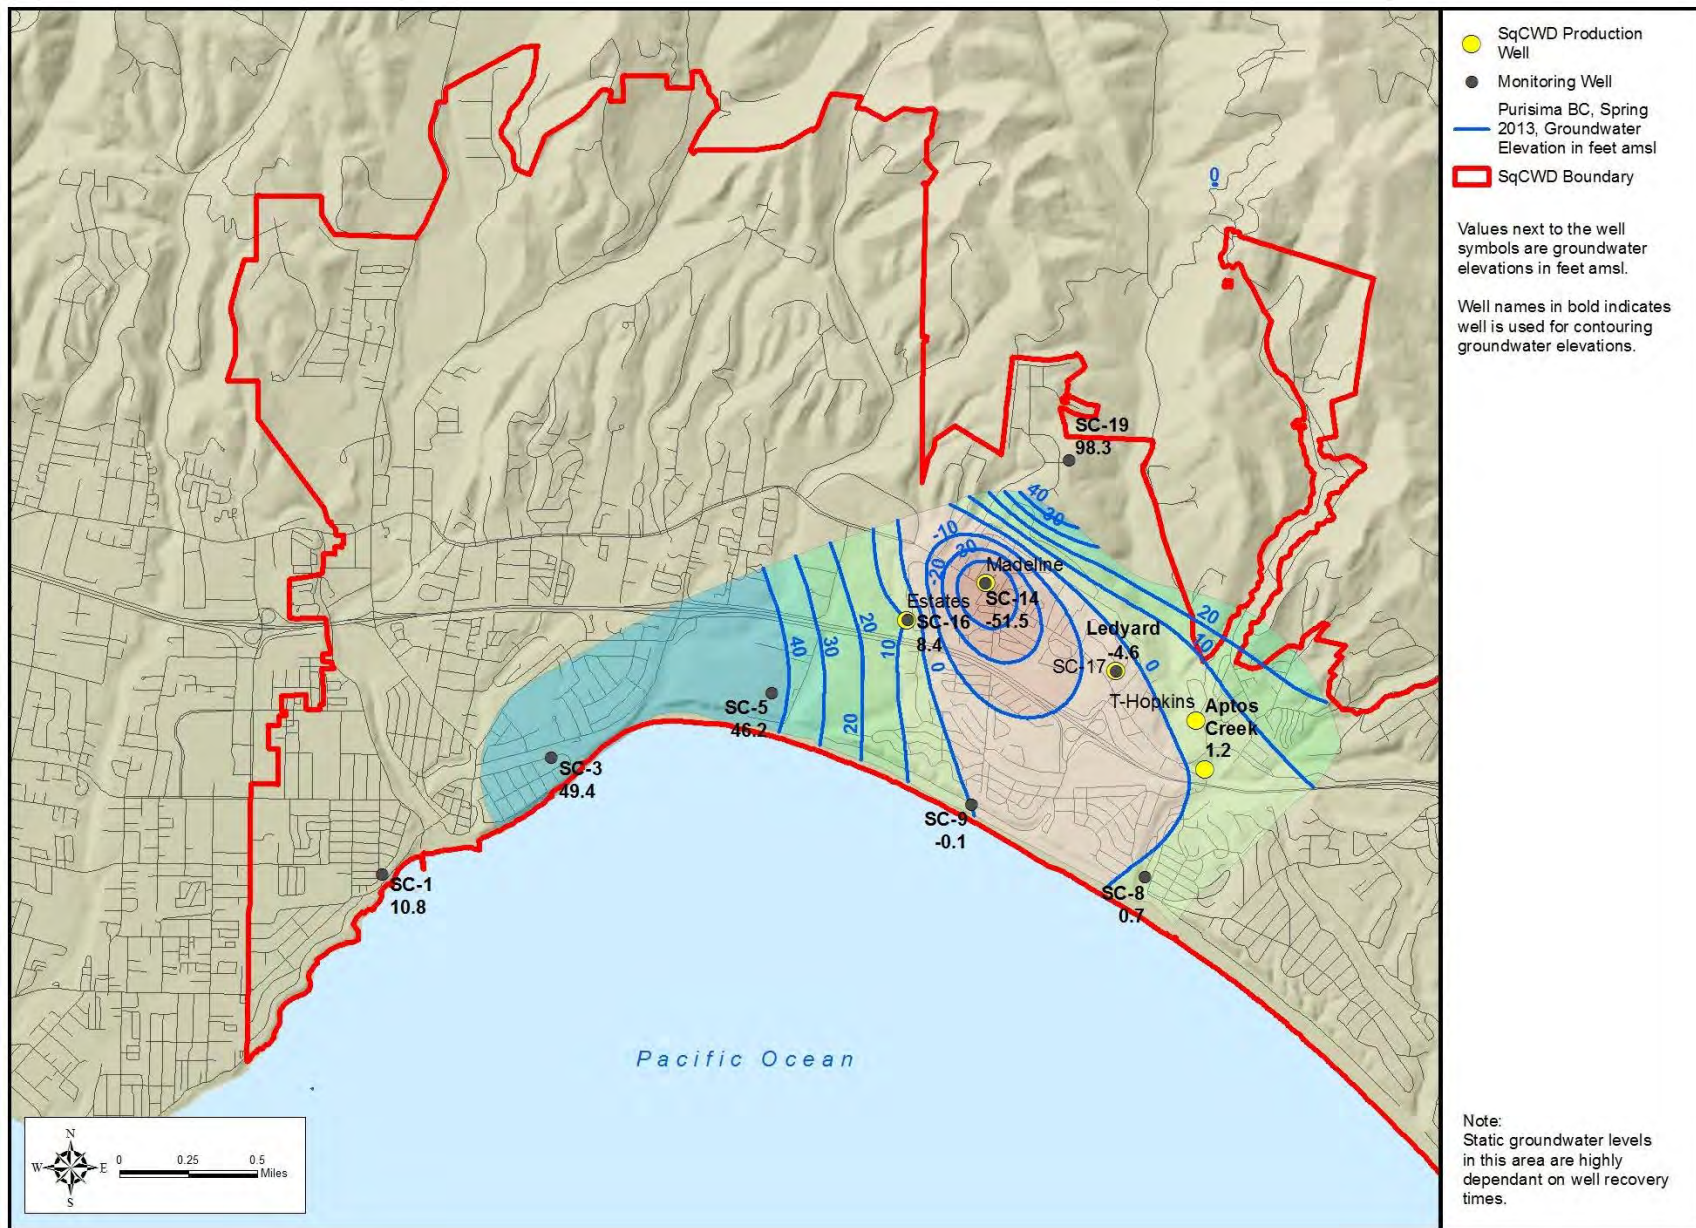 SqCWD Production
Well
Monitoring Well
Purisima BC, Spring
2013, Groundwater
Elevation in feet amsl
SqCWD Boundary
Values next to the well
symbols are groundwater
elevations in feet amsl.
Well names in bold indicates
well is used for contouring
groundwater elevations.
0
SC-19
98.3
40
30
-10
-20
-30
Madeline
SC-14
-51.5
Estates
SC-16
8.4
20
10
0
Ledyard
-4.6
SC-17
0
T-Hopkins
Aptos
Creek
1.2
20
10
40
30
20
SC-5
46.2
SC-3
49.4
SC-9
-0.1
SC-1
10.8
SC-8
0.7
Pacific Ocean
N
W
E
S
0
0.25
0.5
Miles
Note:
Static groundwater levels
in this area are highly
dependant on well recovery
times.